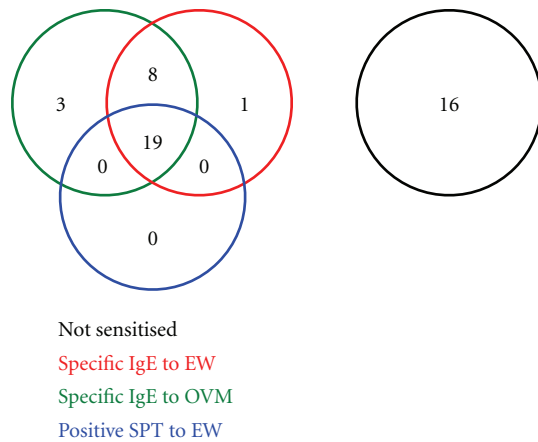 8
3
1
16
19
0
0
0
Not sensitised
Specific IgE to EW
Specific IgE to OVM
Positive SPT to EW